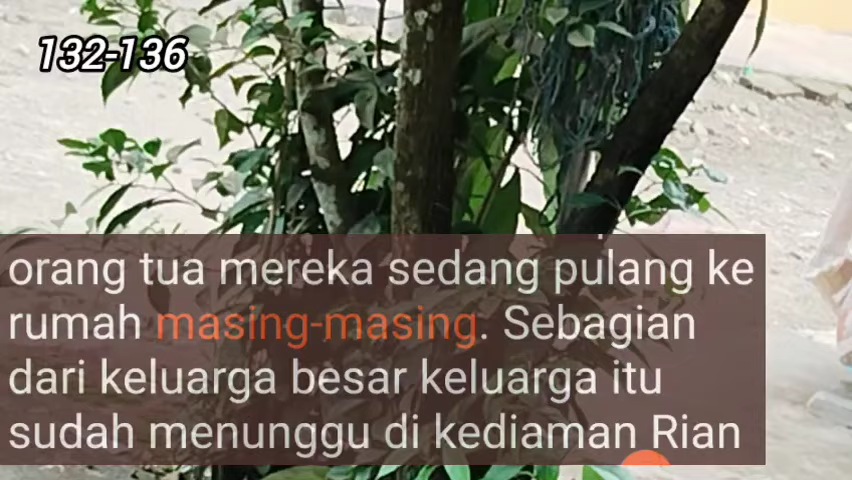 132-136
orang tua mereka sedang pulang ke
rumah masing-masing. Sebagian
dari keluarga besar keluarga itu
sudah menunggu di kediaman Rian